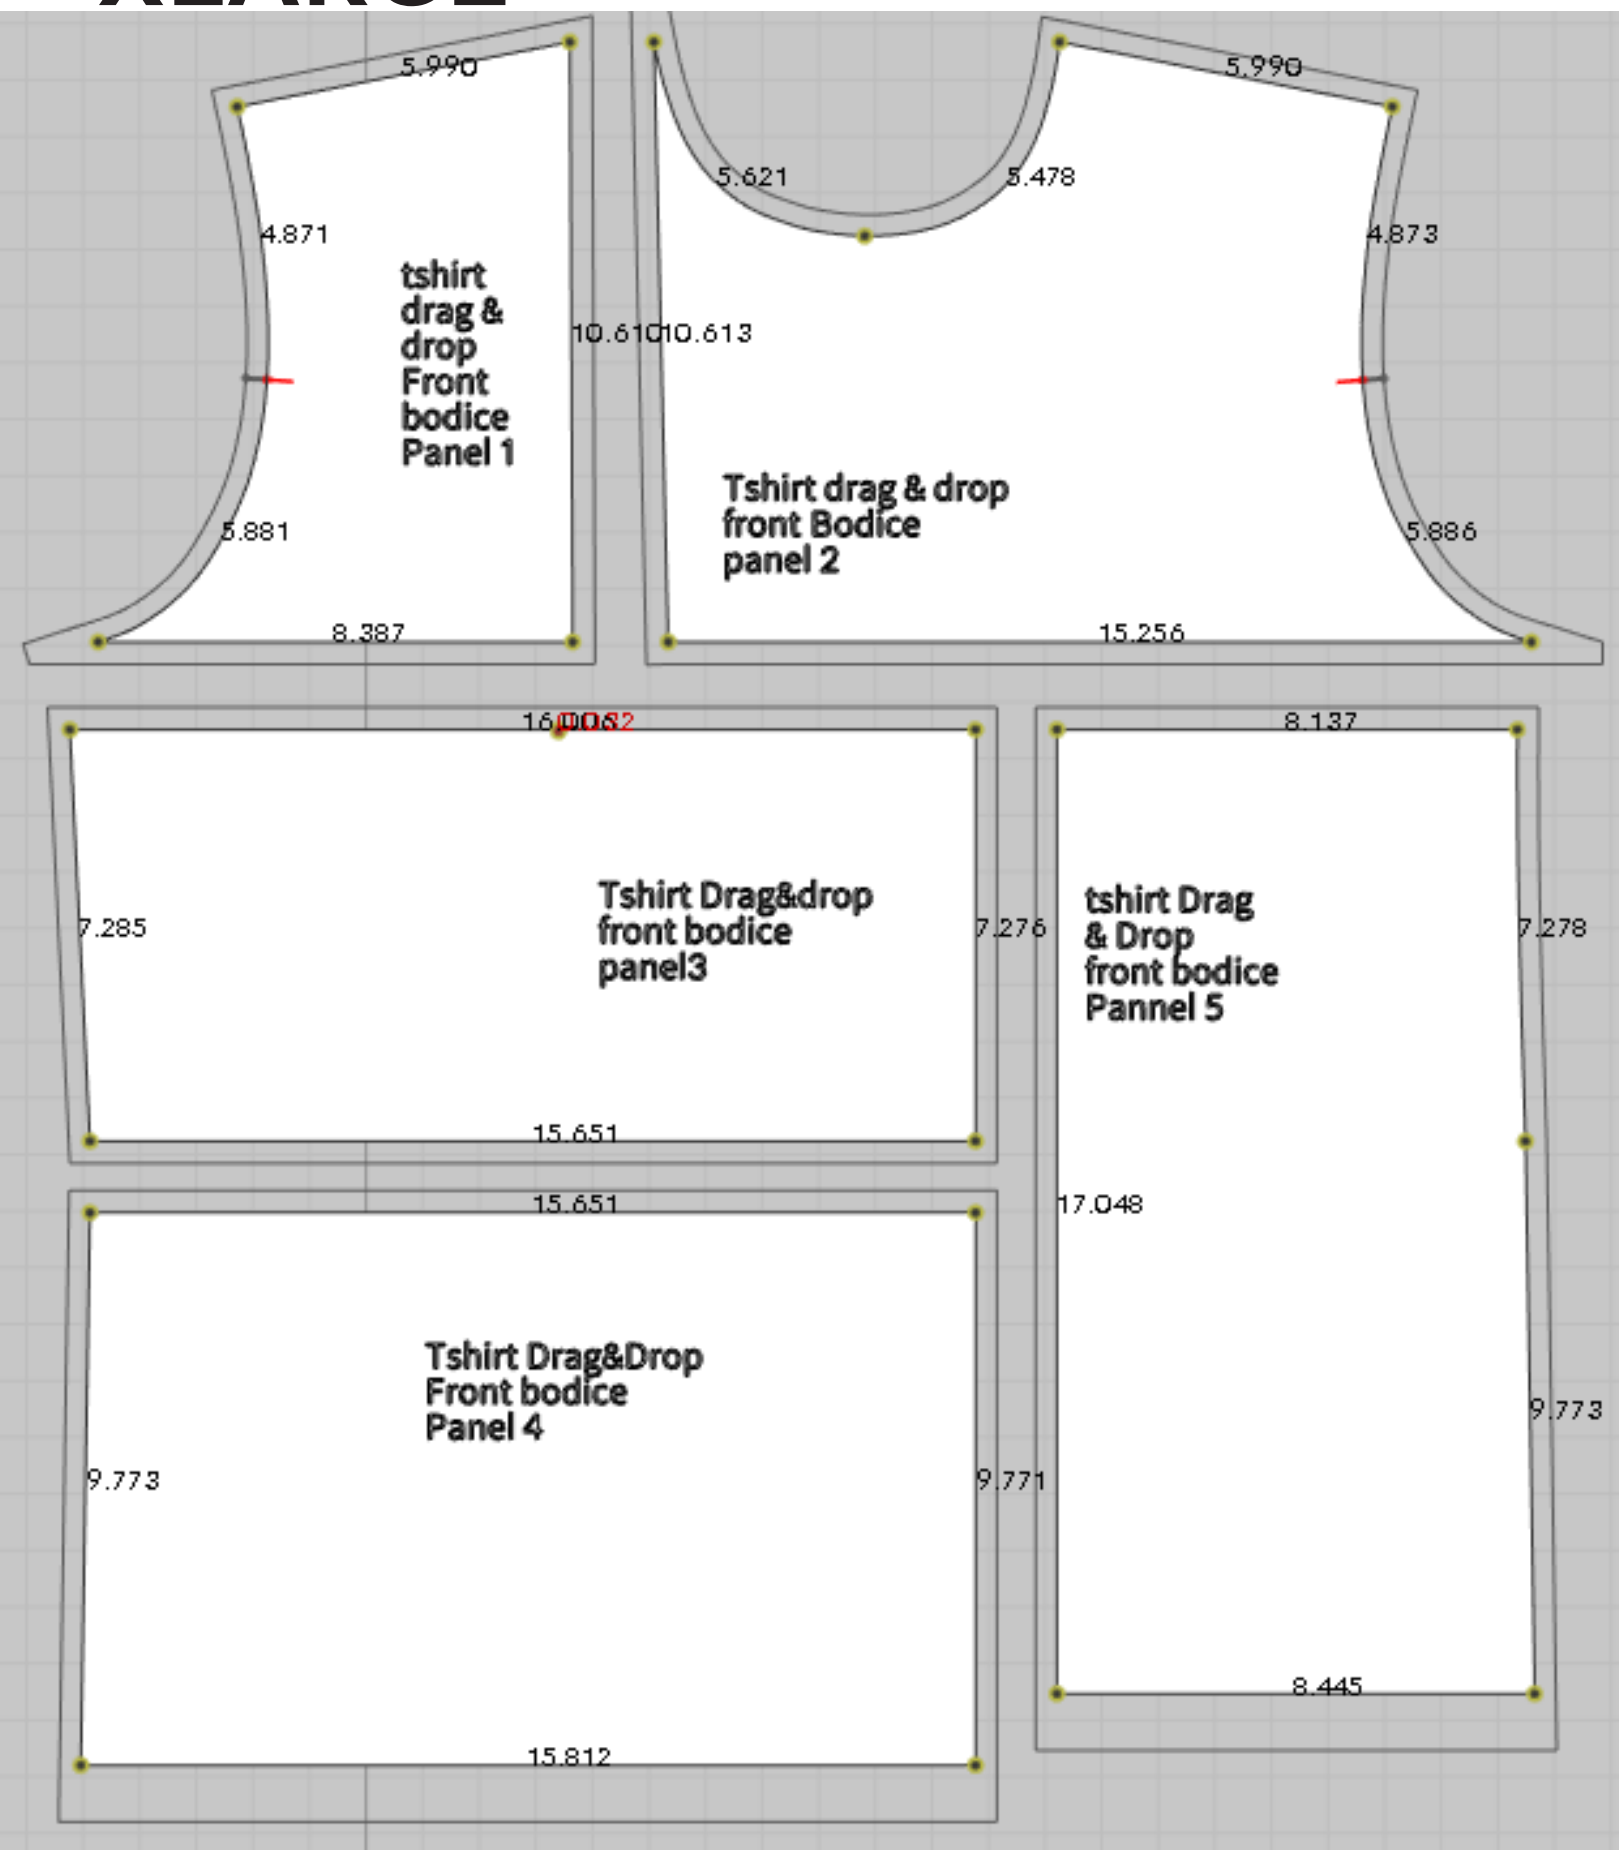 XLARGE
5.990
5.990
5.621
5.478
4.871
4.873
tshirt
drag &
drop
Front
bodice
Panel 1
10.610
10.613
Tshirt drag & drop
front Bodice
panel 2
5.881
5.886
8.387
15.256
8.137
Tshirt Drag&drop
front bodice
panel3
7.285
7.276
tshirt Drag
& Drop
front bodice
Pannel 5
7.278
15.651
15.651
17.048
Tshirt Drag&Drop
Front bodice
Panel 4
9.773
9.771
9.773
8.445
15.812